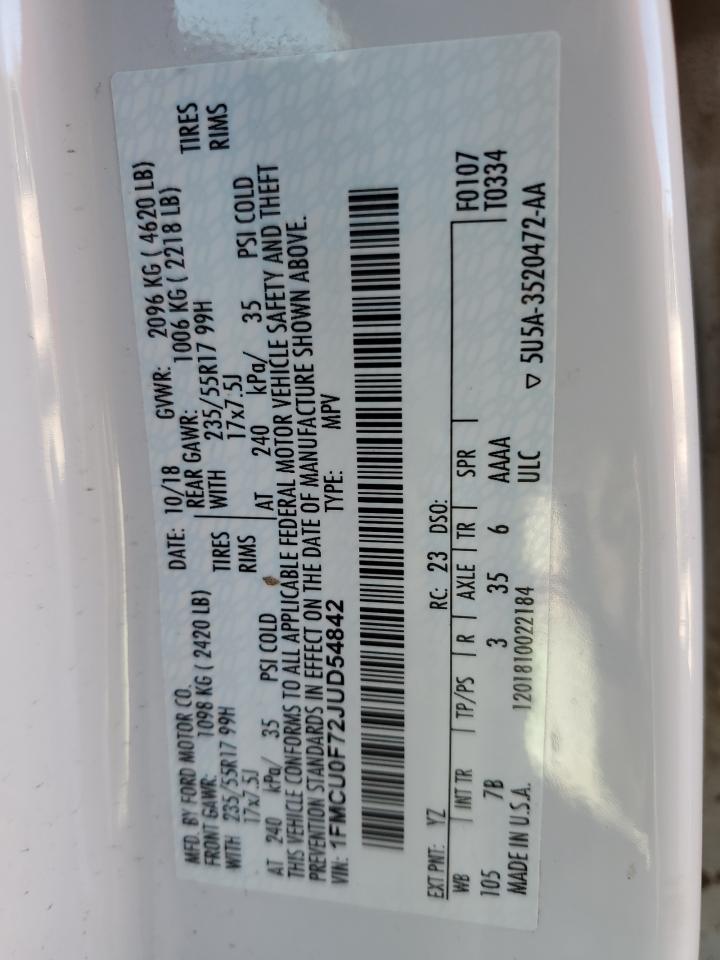 MFD. BY FORD MOTOR CO.
DATE: 10/18 GVWR: 2096 KG ( 4620 LB)
FRONT GAWR: 1098 KG ( 2420 LB) REAR GAWR: 1006 KG ( 2218 LB)
WITH 235/55R17 99H TIRES WITH 235/55R17 99H TIRES
17x7.5J RIMS 17x7.5J RIMS
AT 240 kPa/ 35 PSI COLD AT 240 kPa/ 35 PSI COLD
THIS VEHICLE CONFORMS TO ALL APPLICABLE FEDERAL MOTOR VEHICLE SAFETY AND THEFT
PREVENTION STANDARDS IN EFFECT ON THE DATE OF MANUFACTURE SHOWN ABOVE.
VIN: 1FMCU0F72JUD54842 TYPE: MPV
EXT PNT: YZ RC: 23 DSO: F0107
WB INT TR TP/PS R AXLE TR SPR T0334
105 7B 3 35 6 AAAA
MADE IN U.S.A. 1201810022184 ULC ▽ 5U5A-3520472-AA